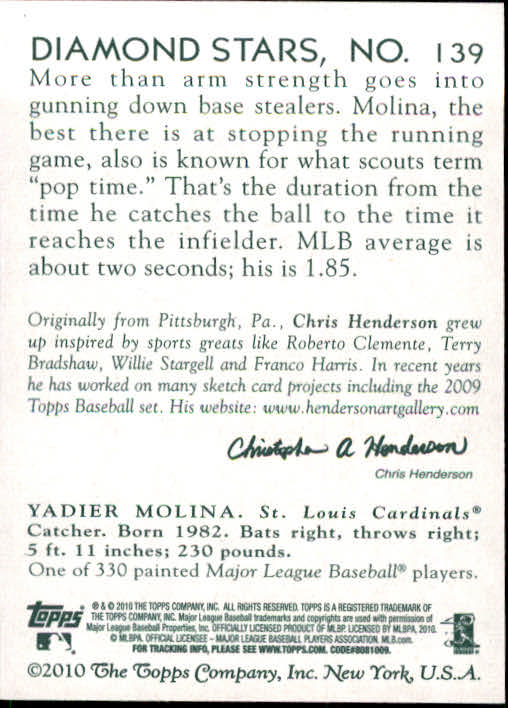 DIAMOND STARS, NO. 139
More than arm strength goes into
gunning down base stealers. Molina, the
best there is at stopping the running
game, also is known for what scouts term
“pop time.” That’s the duration from the
time he catches the ball to the time it
reaches the infielder. MLB average is
about two seconds; his is 1.85.
Originally from Pittsburgh, Pa., Chris Henderson grew
up inspired by sports greats like Roberto Clemente, Terry
Bradshaw, Willie Stargell and Franco Harris. In recent years
he has worked on many sketch card projects including the 2009
Topps Baseball set. His website: www.hendersonartgallery.com
Christopher A Henderson
Chris Henderson
YADIER MOLINA. St. Louis Cardinals®
Catcher. Born 1982. Bats right, throws right;
5 ft. 11 inches; 230 pounds.
One of 330 painted Major League Baseball® players.
Topps
® & © 2010 THE TOPPS COMPANY, INC. ALL RIGHTS RESERVED. TOPPS IS A REGISTERED TRADEMARK OF
THE TOPPS COMPANY, INC. Major League Baseball trademarks and copyrights are used with permission of
Major League Baseball Properties, Inc. OFFICIALLY LICENSED PRODUCT OF MLBP. LICENSED BY MLBPA, 2010.
© MLBPA. OFFICIAL LICENSEE – MAJOR LEAGUE BASEBALL PLAYERS ASSOCIATION. MLBPLAYERS.COM
FOR TRACKING INFO, PLEASE SEE WWW.TOPPS.COM. CODE#8081009.
©2010 The Topps Company, Inc. New York, U.S.A.